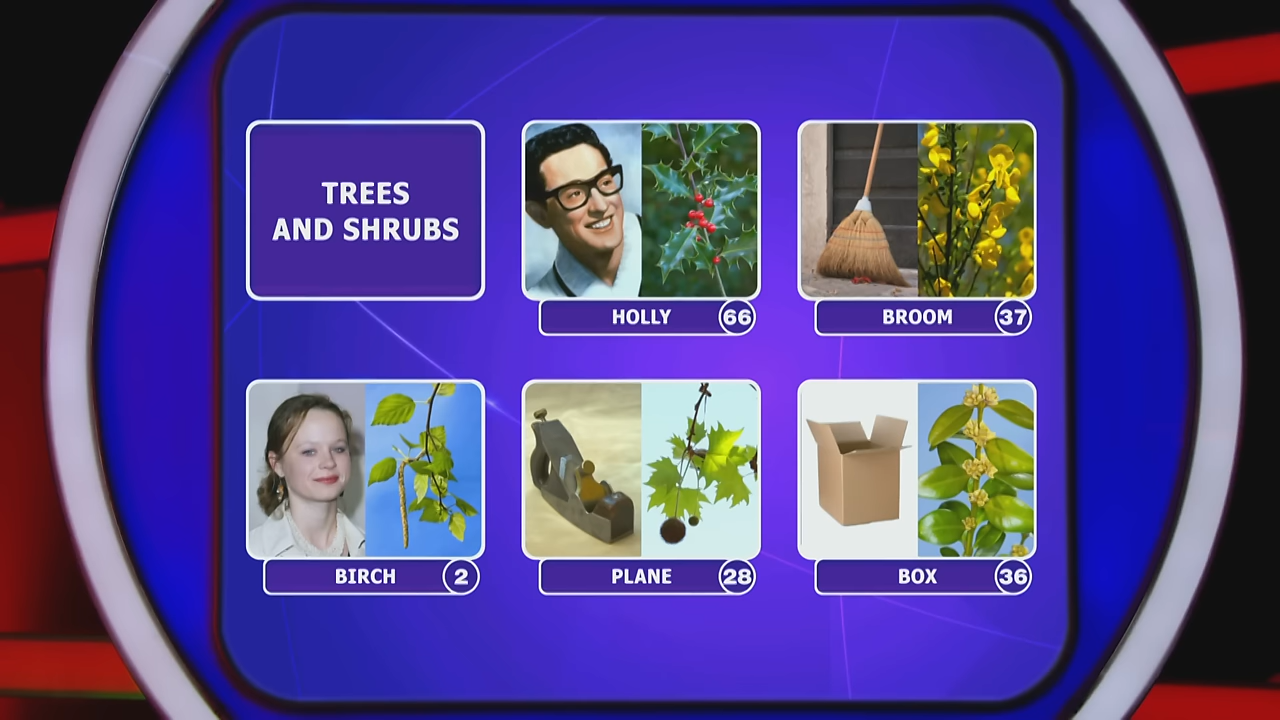 TREES
AND SHRUBS
HOLLY 66
BROOM 37
BIRCH 2
PLANE 28
BOX 36